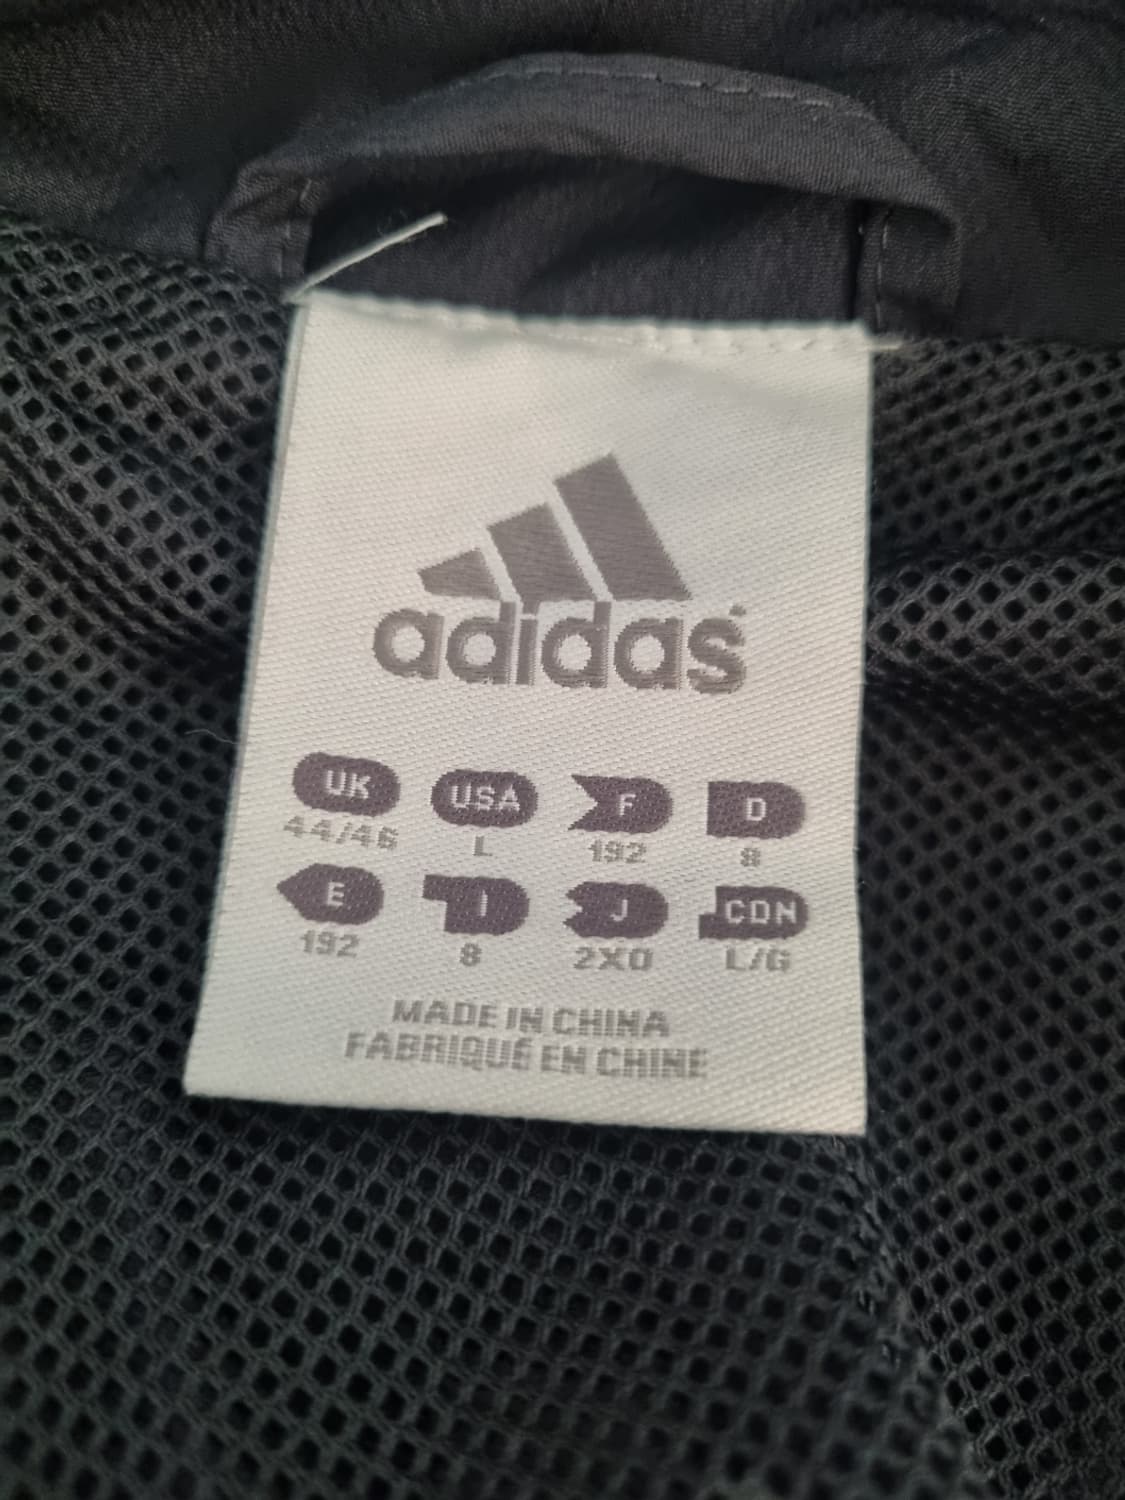 adidas
UK USA F D
44/46 L 192 8
E I J CDN
192 8 2XO L/G
MADE IN CHINA
FABRIQUÉ EN CHINE